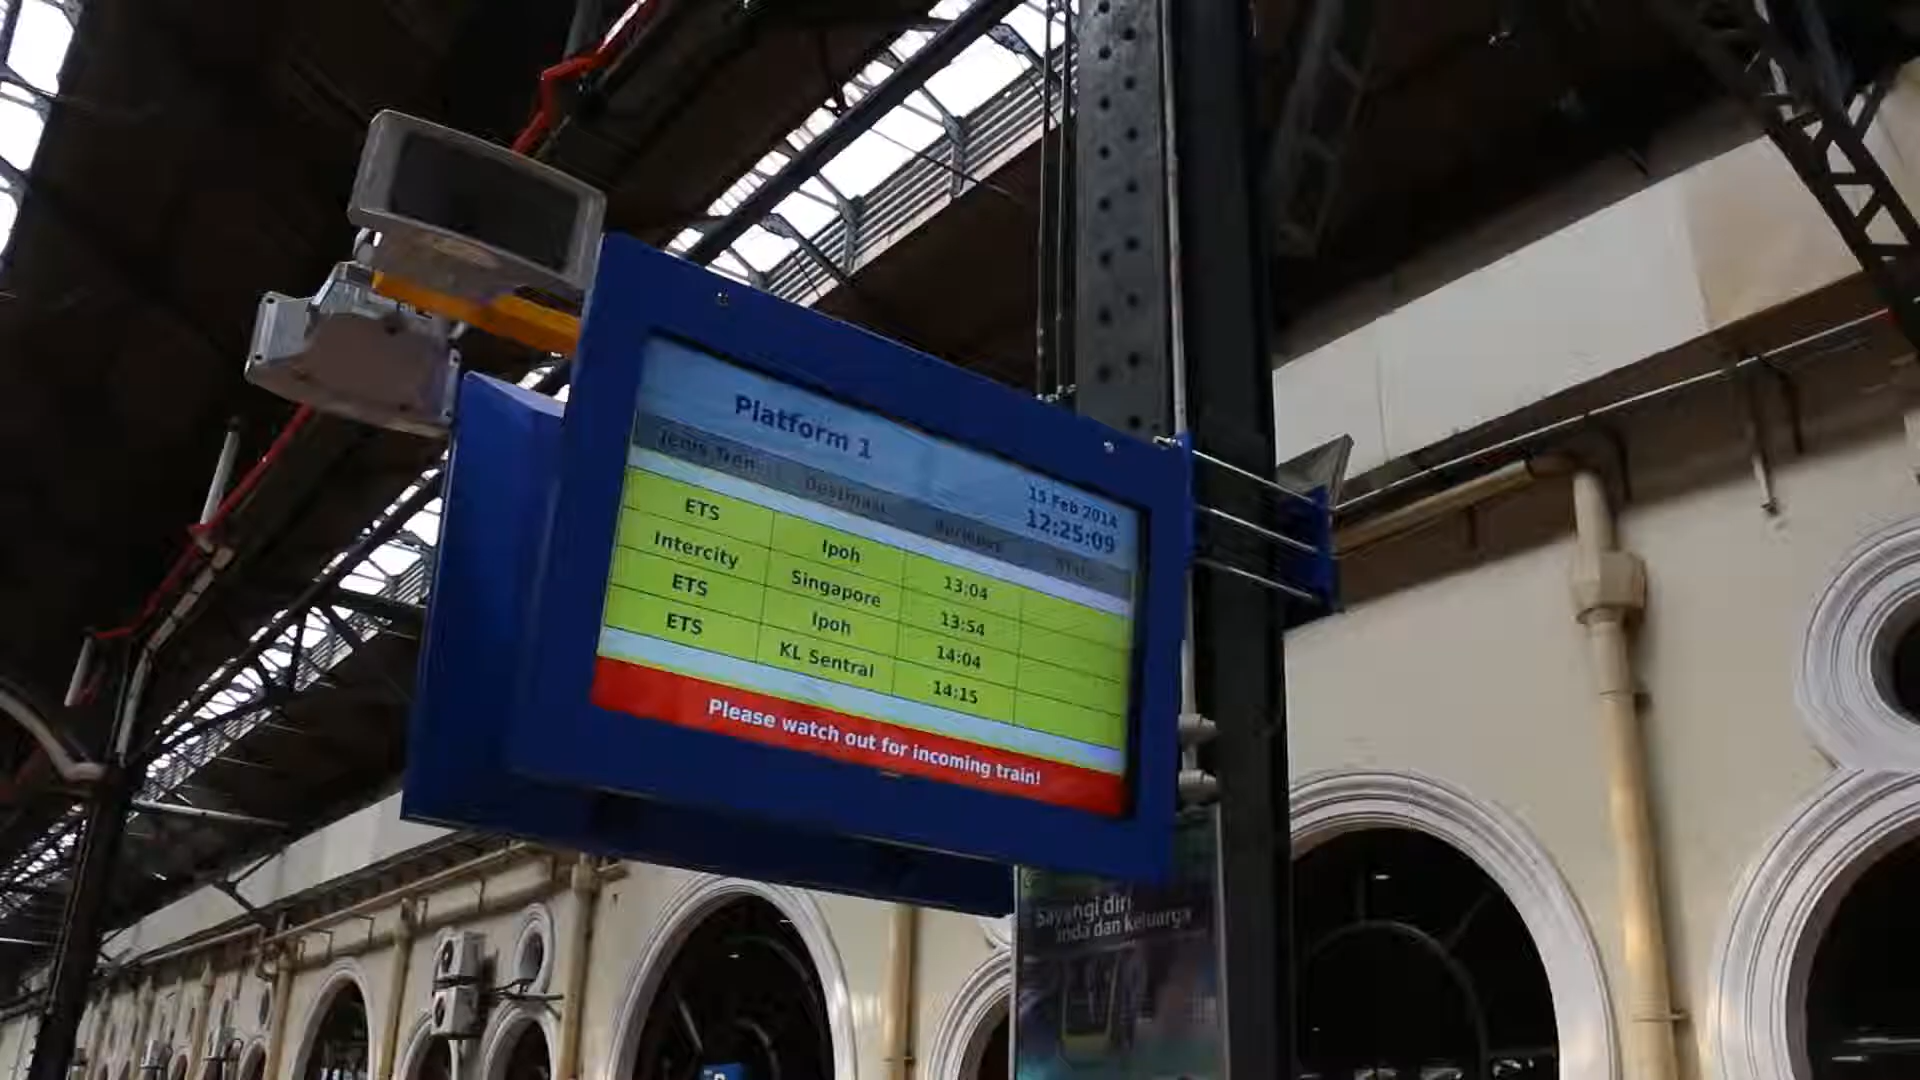 Platform 1
15 Feb 2014
12:25:09
Jenis Tren Destinasi
ETS Ipoh 13:04
Intercity Singapore 13:54
ETS Ipoh 14:04
ETS KL Sentral 14:15
Please watch out for incoming train!
Sayangi diri
anda dan keluarga